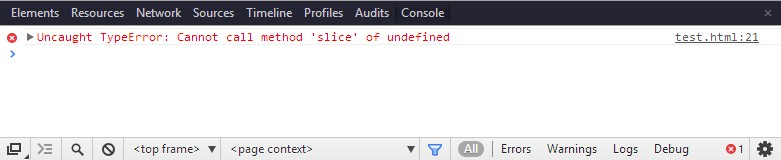 Elements Resources Network Sources Timeline Profiles Audits Console
Uncaught TypeError: Cannot call method 'slice' of undefined test.html:21
<top frame> <page context> All Errors Warnings Logs Debug 1